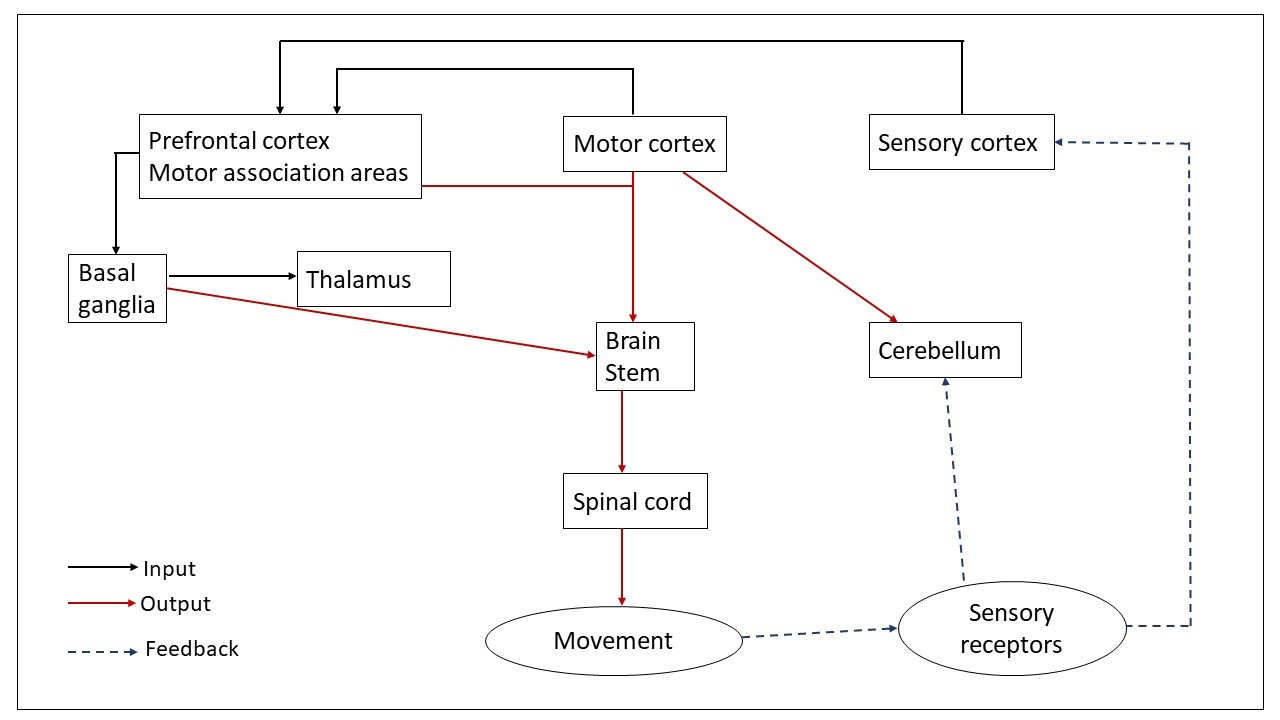 Prefrontal cortex
Motor association areas
Motor cortex
Sensory cortex
Basal
ganglia
Thalamus
Brain
Stem
Cerebellum
Spinal cord
Input
Output
Feedback
Movement
Sensory
receptors